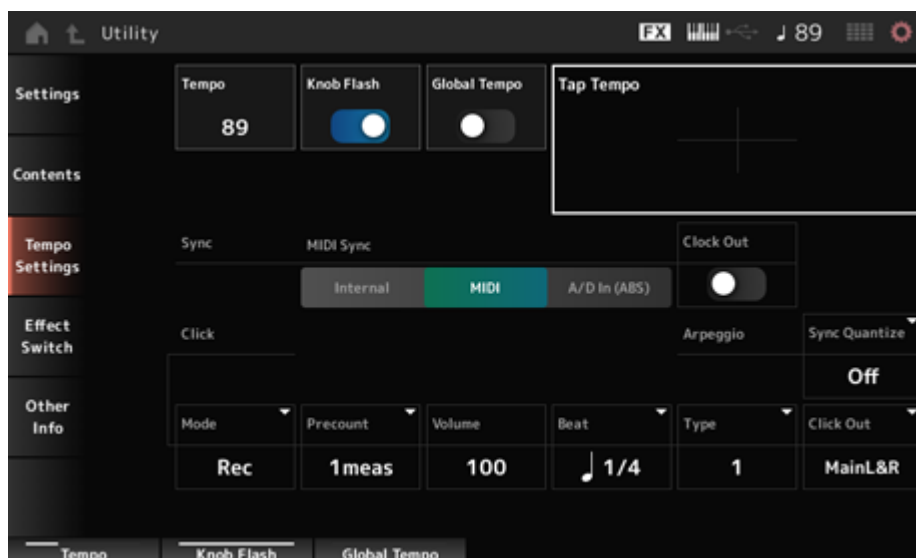 Utility
FX
♩ 89
Settings
Contents
Tempo
Settings
Effect
Switch
Other
Info
Tempo
89
Knob Flash
Global Tempo
Tap Tempo
Sync
MIDI Sync
Clock Out
Internal
MIDI
A/D In (ABS)
Click
Arpeggio
Sync Quantize
Off
Mode
Precount
Volume
Beat
Type
Click Out
Rec
1meas
100
♩ 1/4
1
MainL&R
Tempo
Knob Flash
Global Tempo